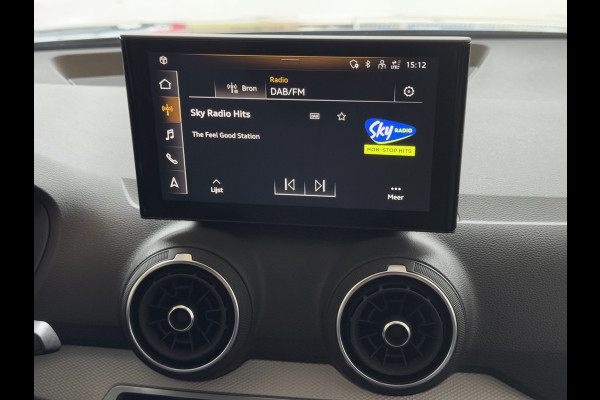 15:12
Bron
Radio
DAB/FM
Sky Radio Hits
The Feel Good Station
Sky RADIO
NON-STOP HITS
Lijst
Meer